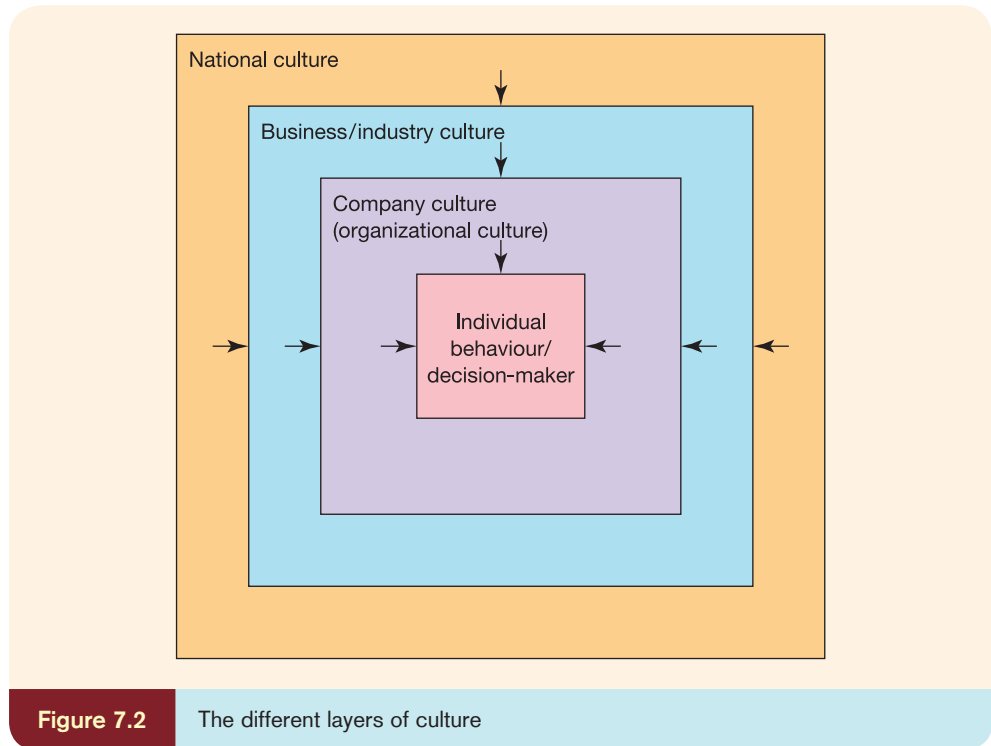 National culture
Business/industry culture
Company culture
(organizational culture)
Individual
behaviour/
decision-maker
Figure 7.2
The different layers of culture